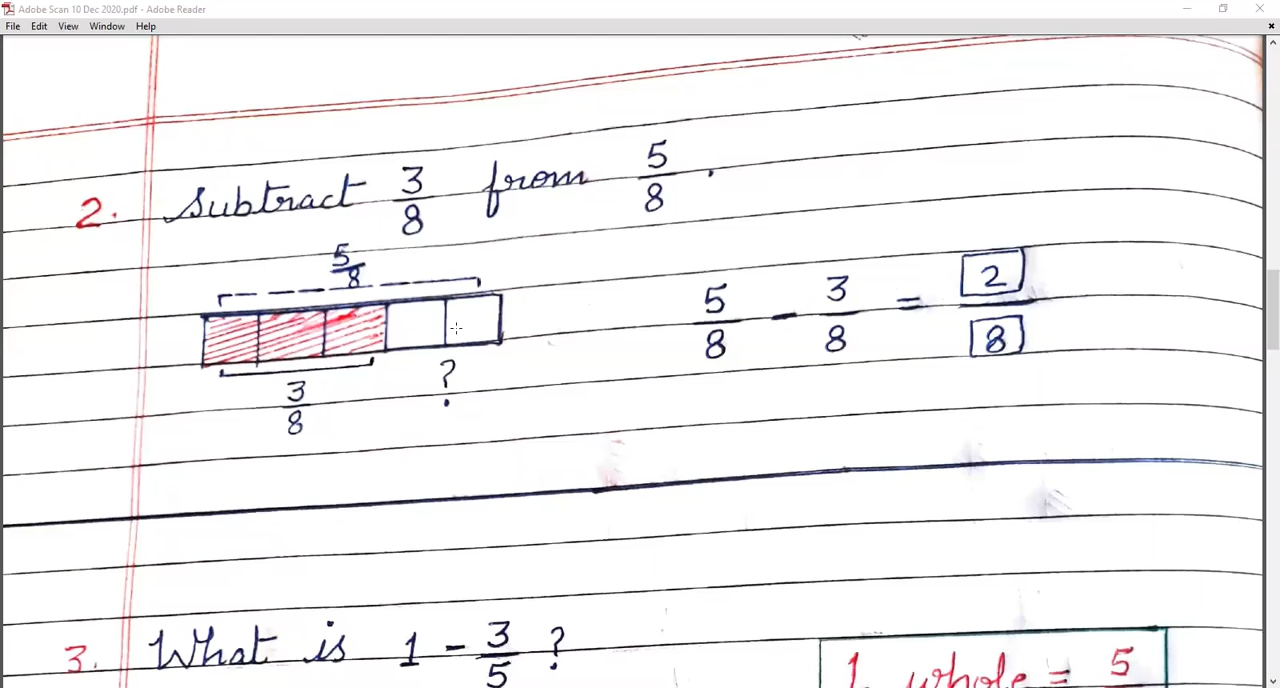 Adobe Scan 10 Dec 2020.pdf - Adobe Reader
File Edit View Window Help
2. Subtract 3/8 from 5/8.
5/8
5/8 - 3/8 = 2/8
3/8 ?
3. What is 1 - 3/5 ?
1 whole = 5